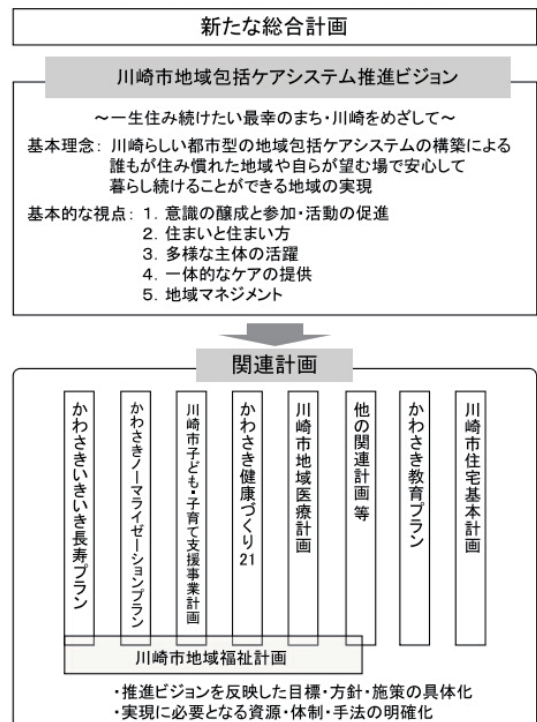 新たな総合計画
川崎市地域包括ケアシステム推進ビジョン
～一生住み続けたい最幸のまち・川崎をめざして～
基本理念: 川崎らしい都市型の地域包括ケアシステムの構築による
誰もが住み慣れた地域や自らが望む場で安心して
暮らし続けることができる地域の実現
基本的な視点: 1. 意識の醸成と参加・活動の促進
2. 住まいと住まい方
3. 多様な主体の活躍
4. 一体的なケアの提供
5. 地域マネジメント
関連計画
かわさきいきいき長寿プラン
かわさきノーマライゼーションプラン
川崎市子ども・子育て支援事業計画
かわさき健康づくり21
川崎市地域医療計画
他の関連計画 等
かわさき教育プラン
川崎市住宅基本計画
川崎市地域福祉計画
・推進ビジョンを反映した目標・方針・施策の具体化
・実現に必要となる資源・体制・手法の明確化